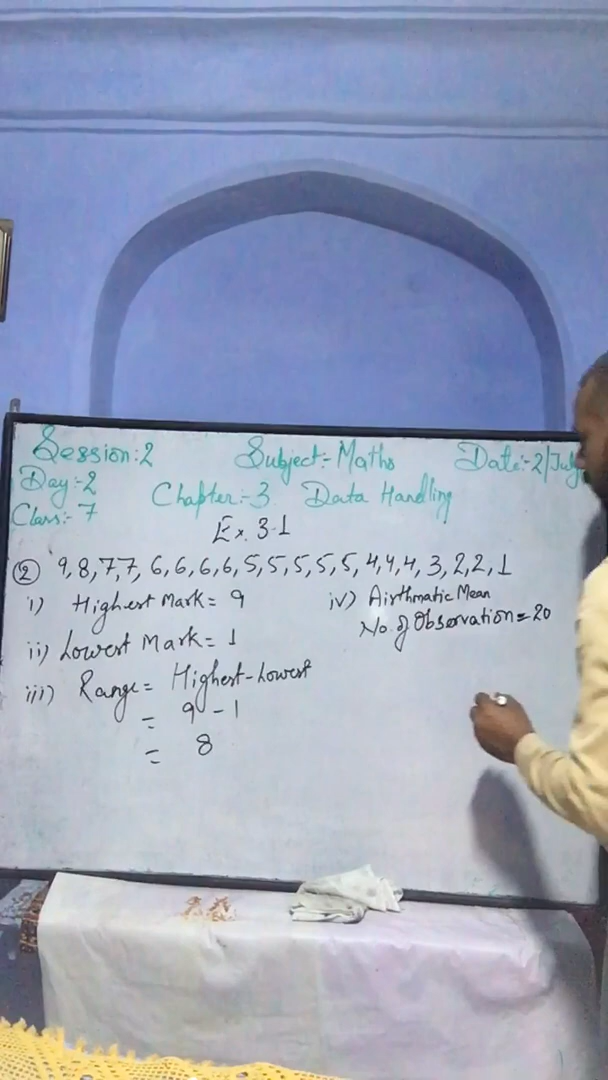 Session:2 Subject:- Maths Date:-2/July
Day:-2
Chapter:-3 Data Handling
Class:- 7
Ex. 3.1
② 9,8,7,7, 6,6,6,6,5,5,5,5,5,4,4,4,3,2,2,1
i) Highest Mark = 9
ii) Lowest Mark = 1
iii) Range = Highest-Lowest
= 9 - 1
= 8
iv) Airthmatic Mean
No. of Observation = 20